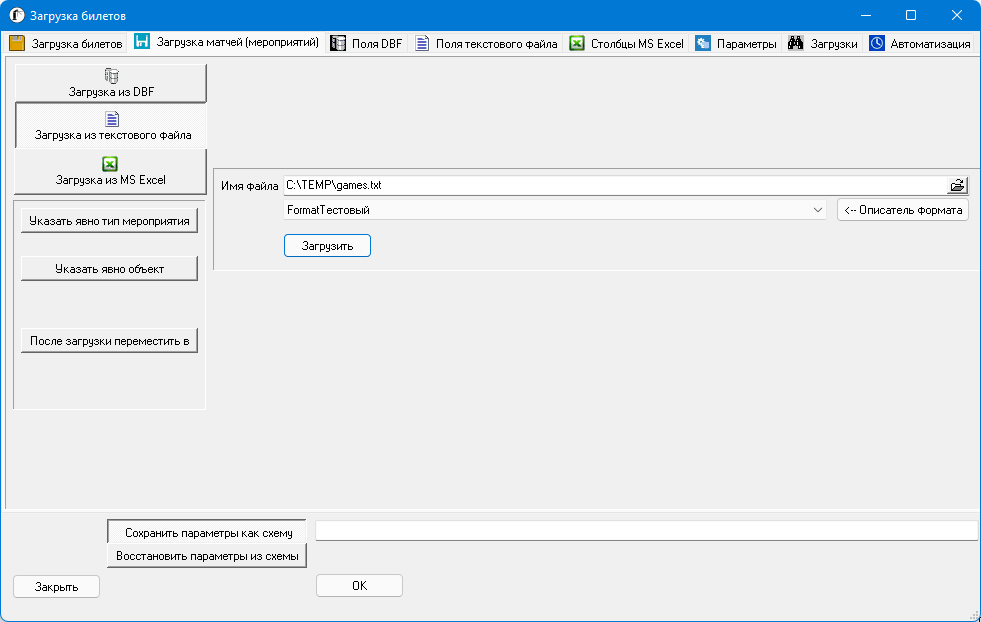 Загрузка билетов
Загрузка билетов
Загрузка матчей (мероприятий)
Поля DBF
Поля текстового файла
Столбцы MS Excel
Параметры
Загрузки
Автоматизация
Загрузка из DBF
Загрузка из текстового файла
Загрузка из MS Excel
Имя файла
C:\TEMP\games.txt
FormatТестовый
<-- Описатель формата
Загрузить
Указать явно тип мероприятия
Указать явно объект
После загрузки переместить в
Сохранить параметры как схему
Восстановить параметры из схемы
Закрыть
OK